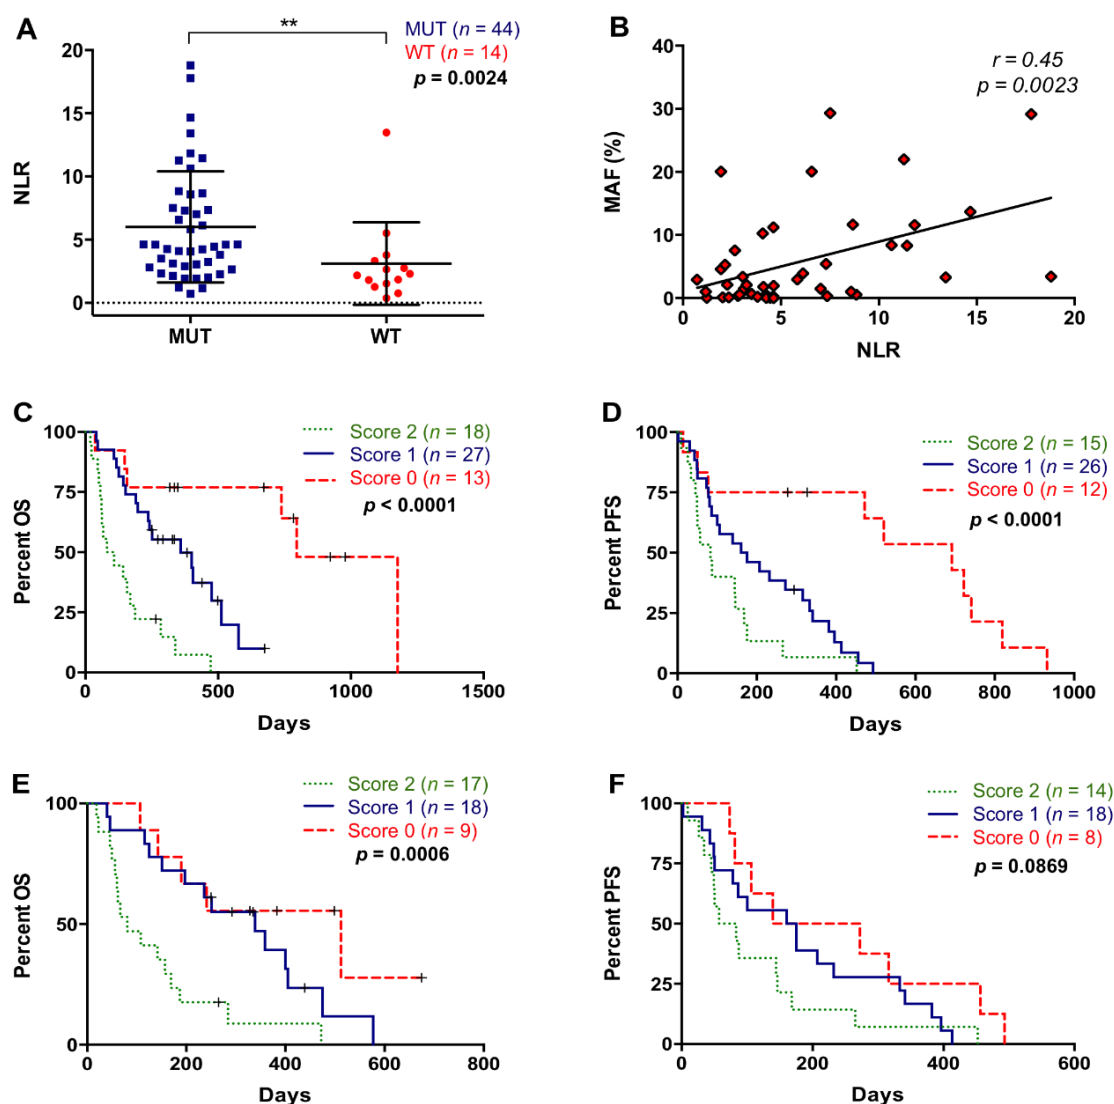 A
**
MUT (n = 44)
WT (n = 14)
p = 0.0024
20
15
10
5
0
NLR
MUT
WT
B
r = 0.45
p = 0.0023
40
30
20
10
0
MAF (%)
0 5 10 15 20
NLR
C
Score 2 (n = 18)
Score 1 (n = 27)
Score 0 (n = 13)
p < 0.0001
100
75
50
25
0
Percent OS
0 500 1000 1500
Days
D
Score 2 (n = 15)
Score 1 (n = 26)
Score 0 (n = 12)
p < 0.0001
100
75
50
25
0
Percent PFS
0 200 400 600 800 1000
Days
E
Score 2 (n = 17)
Score 1 (n = 18)
Score 0 (n = 9)
p = 0.0006
100
50
0
Percent OS
0 200 400 600 800
Days
F
Score 2 (n = 14)
Score 1 (n = 18)
Score 0 (n = 8)
p = 0.0869
100
75
50
25
0
Percent PFS
0 200 400 600
Days